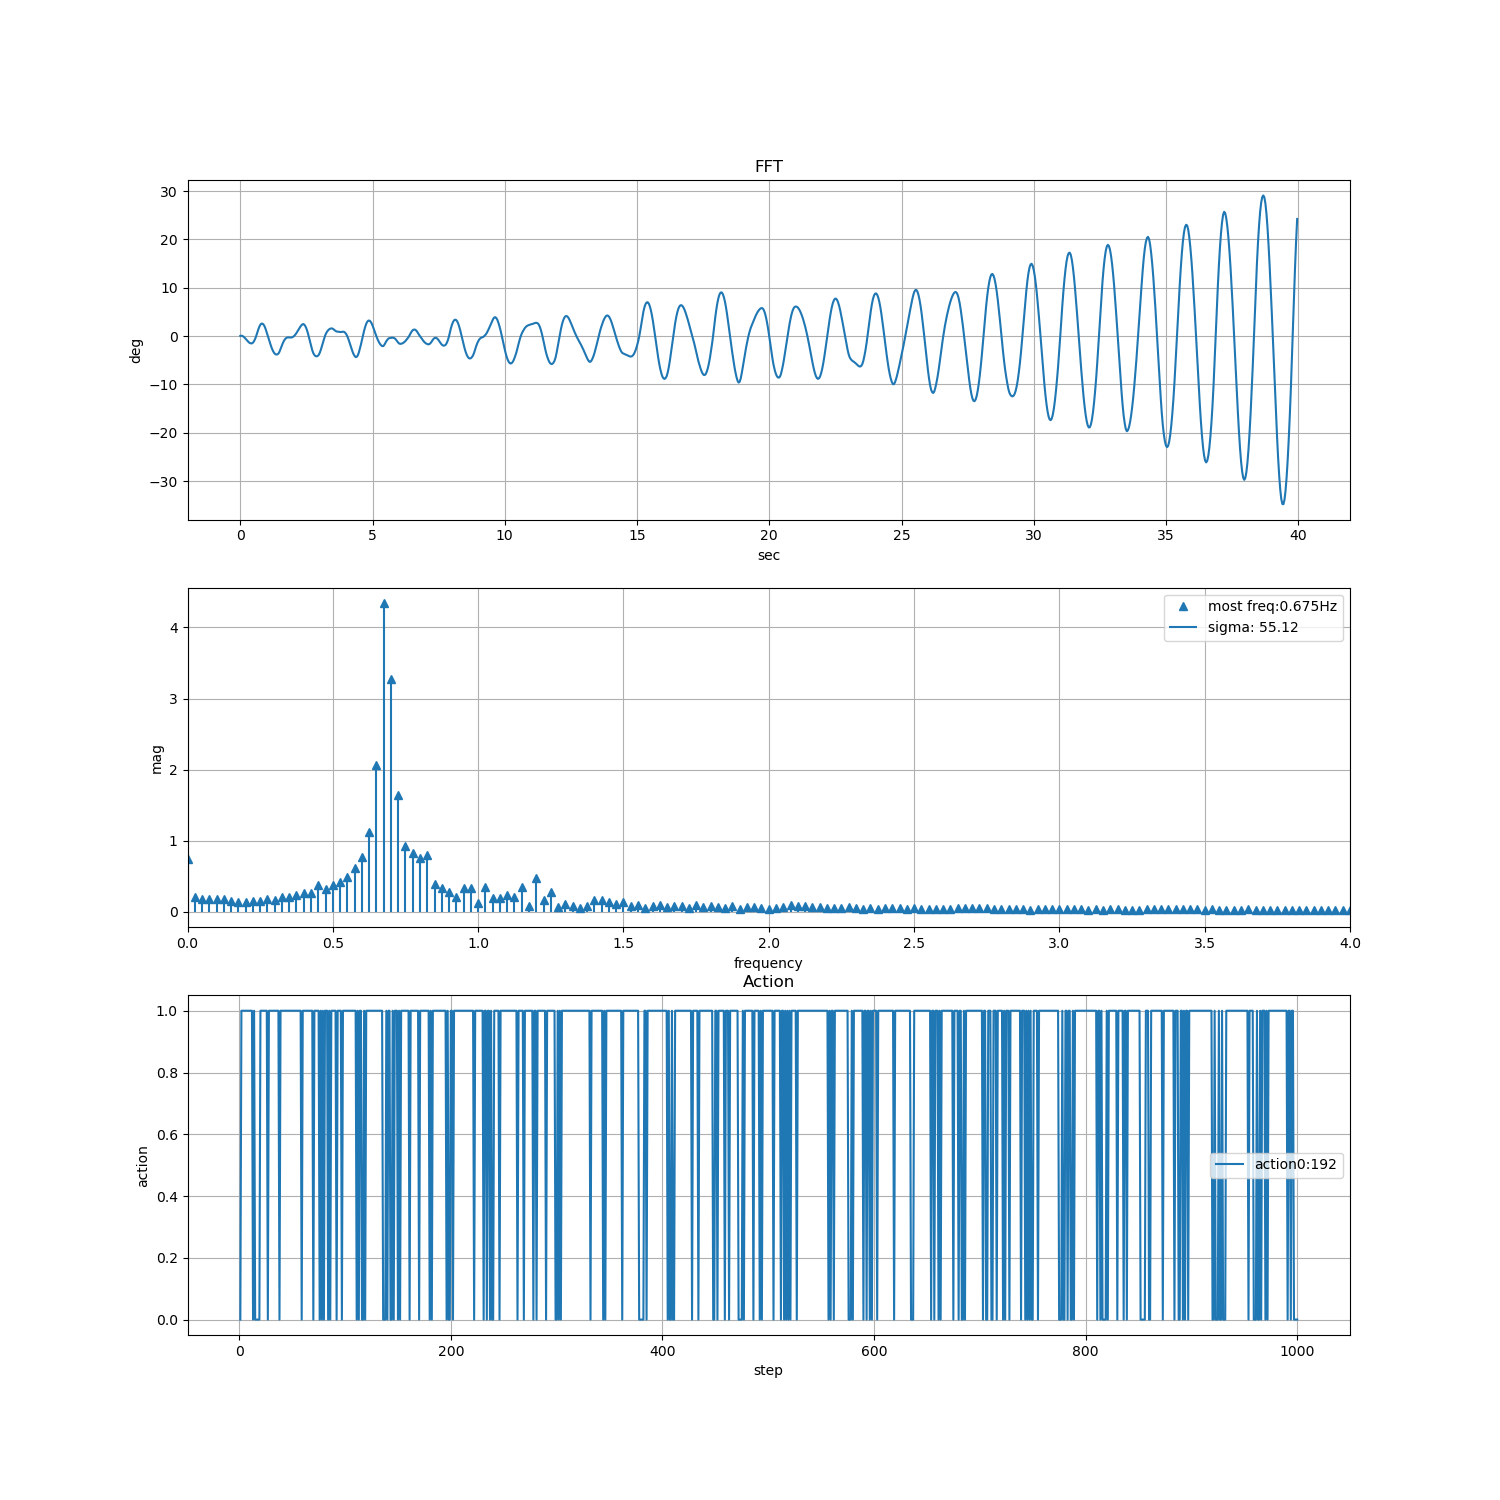 FFT
30
20
10
0
−10
−20
−30
deg
0 5 10 15 20 25 30 35 40
sec
most freq:0.675Hz
sigma: 55.12
4
3
2
1
0
mag
0.0 0.5 1.0 1.5 2.0 2.5 3.0 3.5 4.0
frequency
Action
1.0
0.8
0.6
0.4
0.2
0.0
action
action0:192
0 200 400 600 800 1000
step